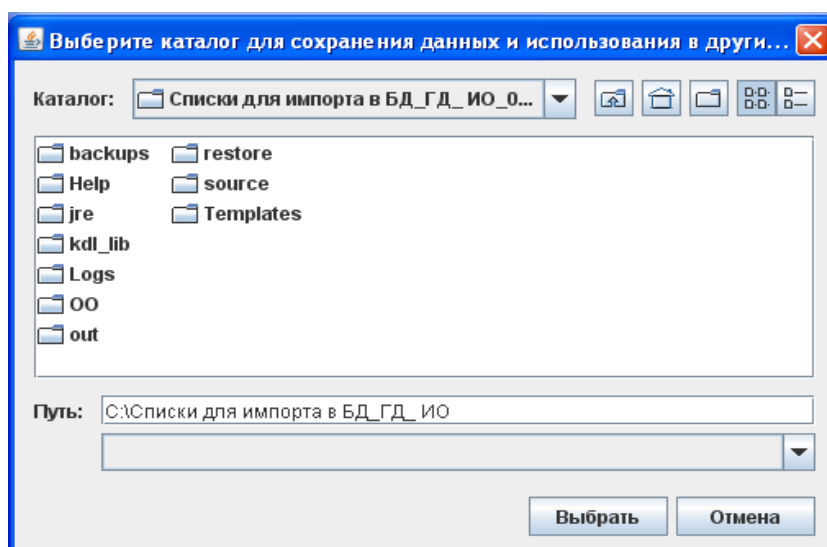 Выберите каталог для сохранения данных и использования в други...
Каталог: Списки для импорта в БД_ГД_ ИО_0...
backups restore
Help source
jre Templates
kdl_lib
Logs
OO
out
Путь: C:\Списки для импорта в БД_ГД_ ИО
Выбрать Отмена